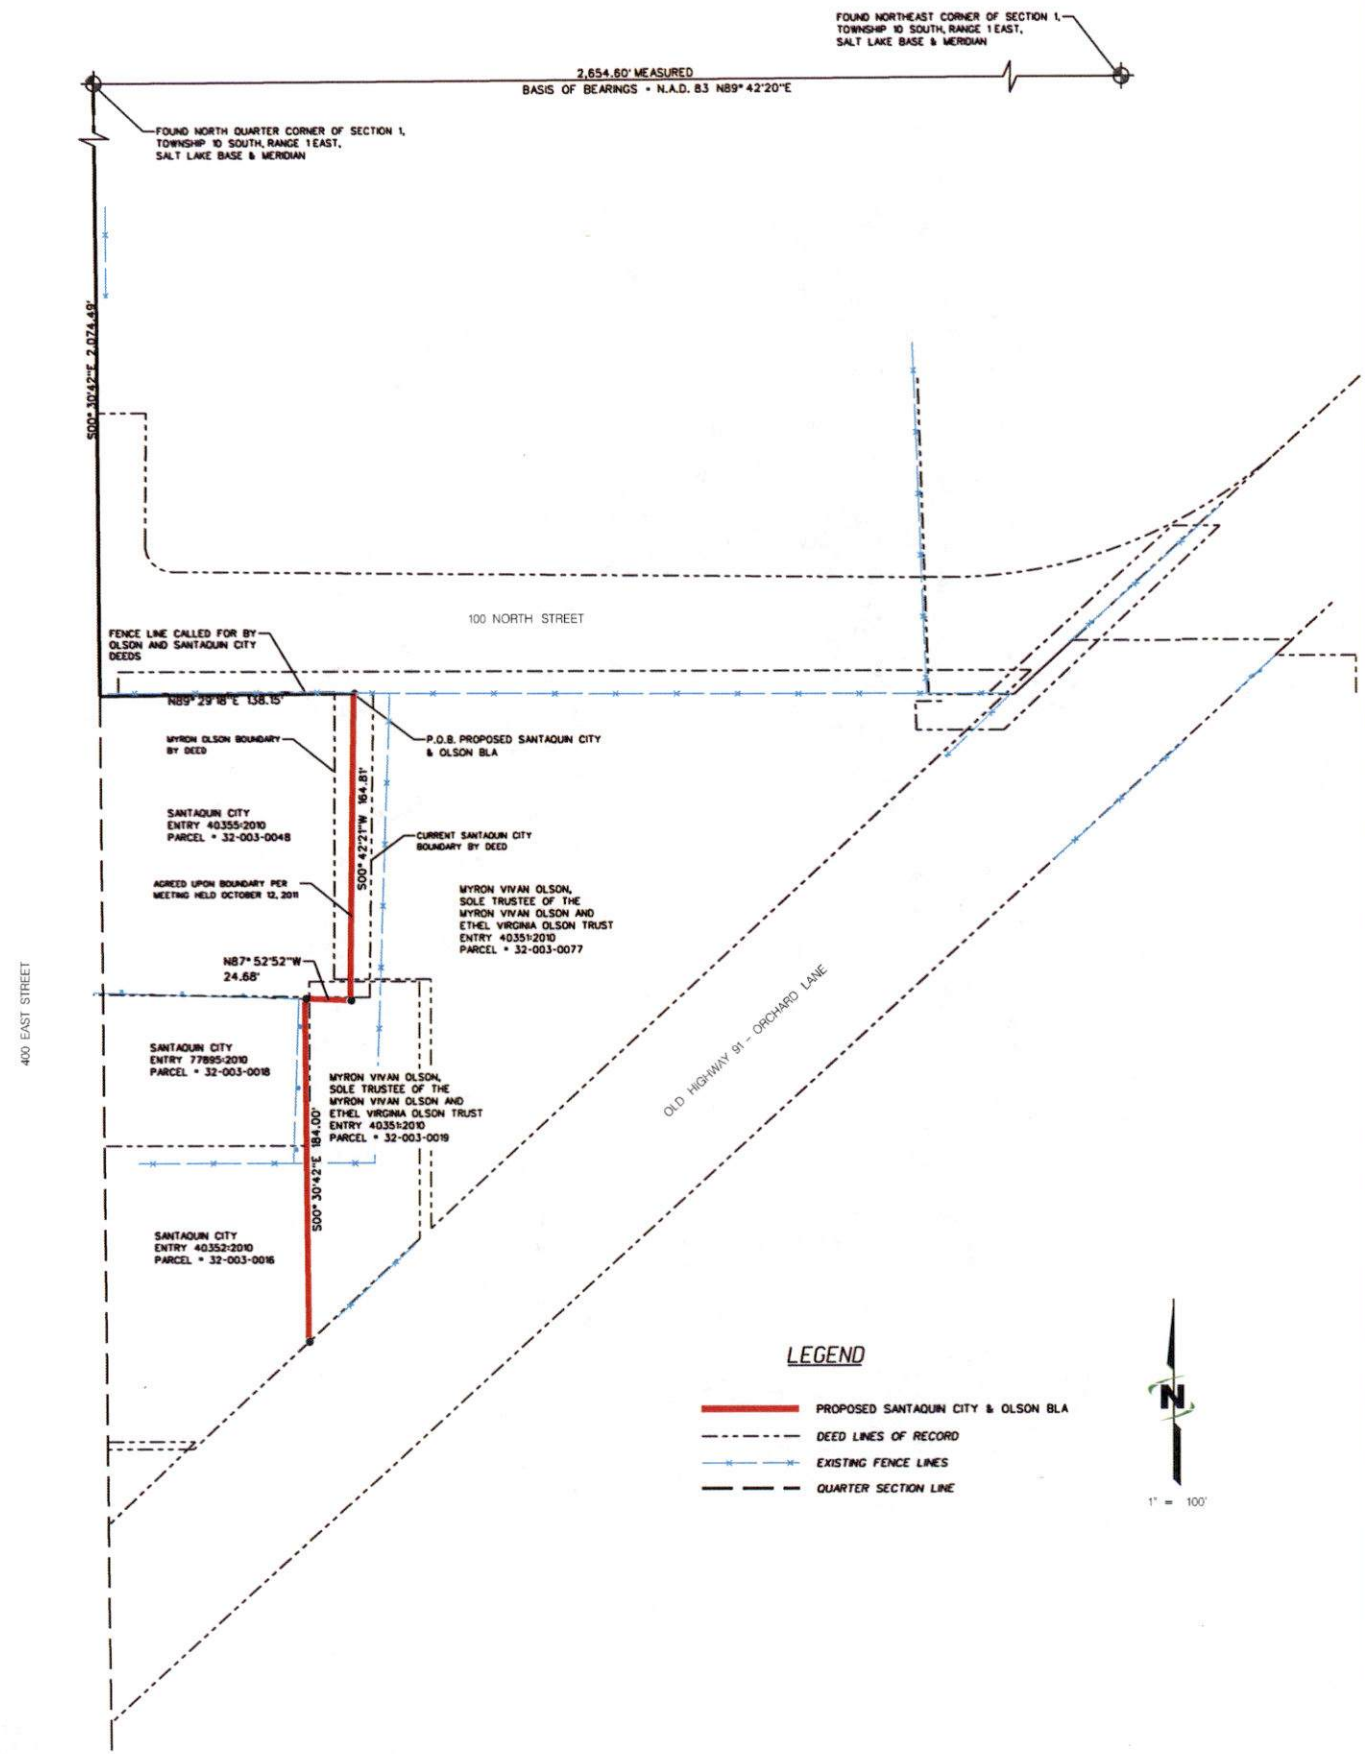 FOUND NORTHEAST CORNER OF SECTION 1,
TOWNSHIP 10 SOUTH, RANGE 1 EAST,
SALT LAKE BASE & MERIDIAN
2,654.60' MEASURED
BASIS OF BEARINGS - N.A.D. 83 N89°42'20"E
FOUND NORTH QUARTER CORNER OF SECTION 1,
TOWNSHIP 10 SOUTH, RANGE 1 EAST,
SALT LAKE BASE & MERIDIAN
S00°30'42"E 2,074.49'
100 NORTH STREET
FENCE LINE CALLED FOR BY
OLSON AND SANTAQUIN CITY
DEEDS
N89°29'18"E 138.15'
MYRON OLSON BOUNDARY
BY DEED
P.O.B. PROPOSED SANTAQUIN CITY
& OLSON BLA
S00°42'21"W 164.81'
SANTAQUIN CITY
ENTRY 40355:2010
PARCEL # 32-003-0048
CURRENT SANTAQUIN CITY
BOUNDARY BY DEED
AGREED UPON BOUNDARY PER
MEETING HELD OCTOBER 12, 2011
MYRON VIVAN OLSON,
SOLE TRUSTEE OF THE
MYRON VIVAN OLSON AND
ETHEL VIRGINIA OLSON TRUST
ENTRY 40351:2010
PARCEL # 32-003-0077
N87°52'52"W
24.68'
400 EAST STREET
OLD HIGHWAY 91 - ORCHARD LANE
SANTAQUIN CITY
ENTRY 77895:2010
PARCEL # 32-003-0018
MYRON VIVAN OLSON,
SOLE TRUSTEE OF THE
MYRON VIVAN OLSON AND
ETHEL VIRGINIA OLSON TRUST
ENTRY 40351:2010
PARCEL # 32-003-0019
S00°30'42"E 184.00'
SANTAQUIN CITY
ENTRY 40352:2010
PARCEL # 32-003-0016
LEGEND
PROPOSED SANTAQUIN CITY & OLSON BLA
DEED LINES OF RECORD
EXISTING FENCE LINES
QUARTER SECTION LINE
N
1" = 100'